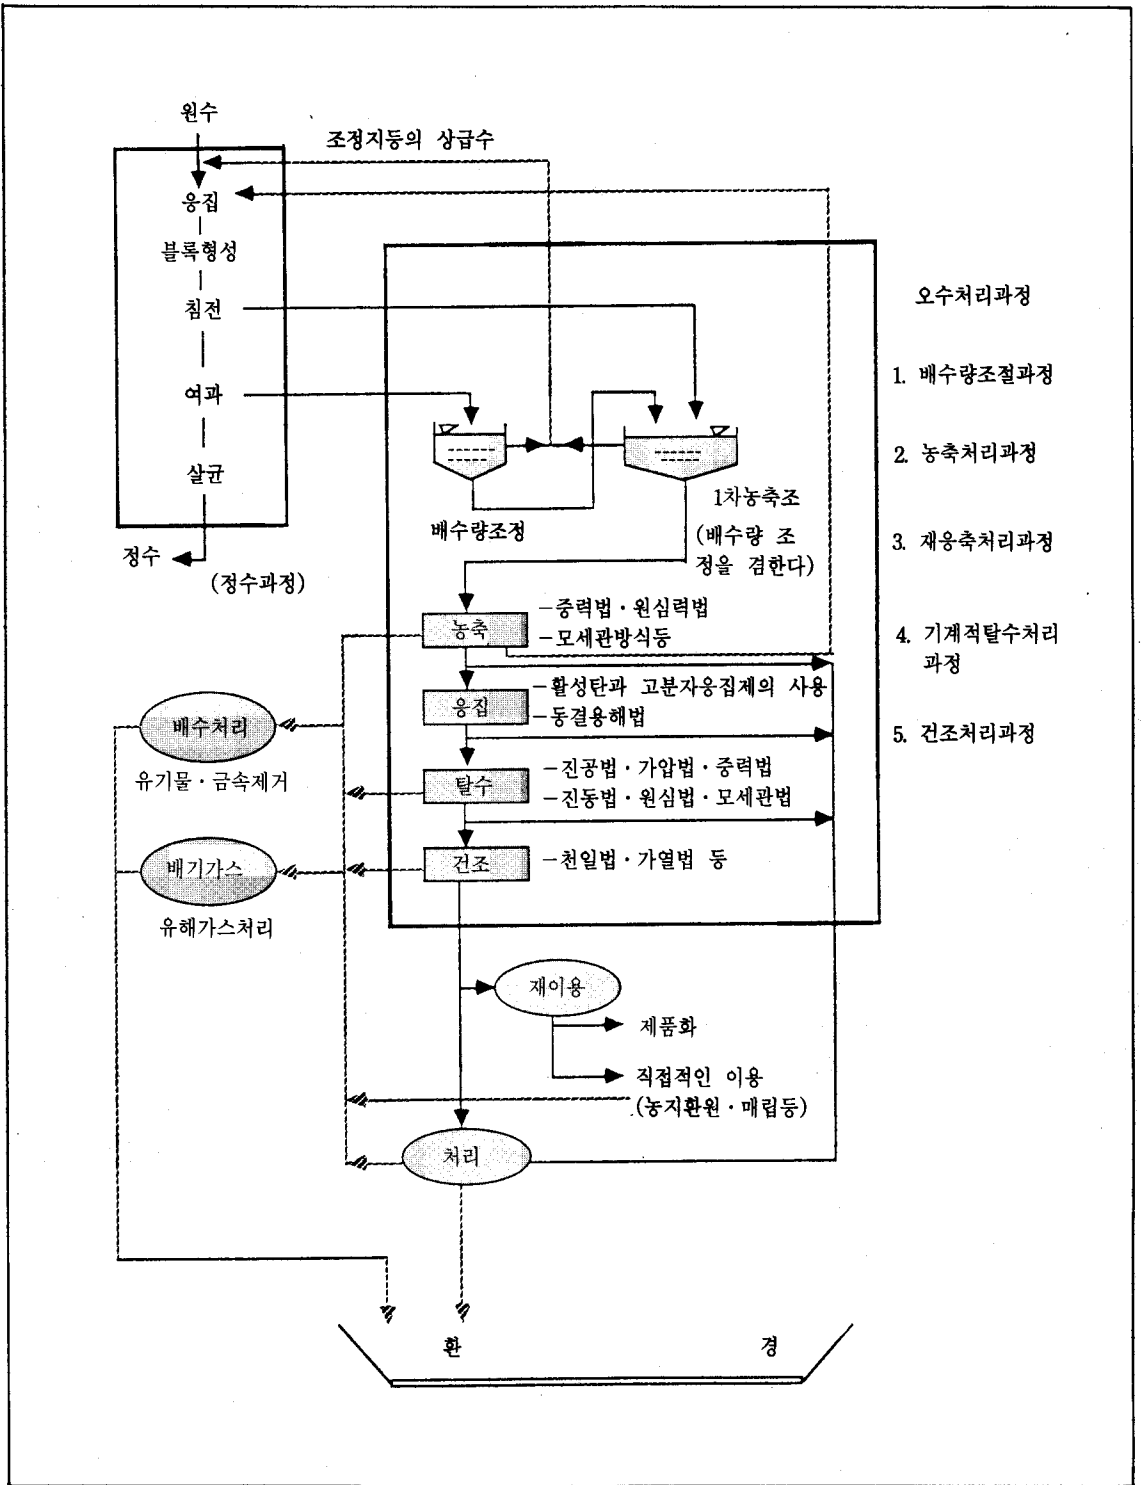 원수
조정지등의 상급수
응집
블록형성
침전
여과
살균
정수
(정수과정)
배수량조정
1차농축조
(배수량 조
정을 겸한다)
오수처리과정
1. 배수량조절과정
2. 농축처리과정
3. 재응축처리과정
4. 기계적탈수처리
과정
5. 건조처리과정
농축
-중력법·원심력법
-모세관방식등
응집
-활성탄과 고분자응집제의 사용
-동결용해법
탈수
-진공법·가압법·중력법
-진동법·원심법·모세관법
건조
-천일법·가열법 등
배수처리
유기물·금속제거
배기가스
유해가스처리
재이용
제품화
직접적인 이용
(농지환원·매립등)
처리
환 경